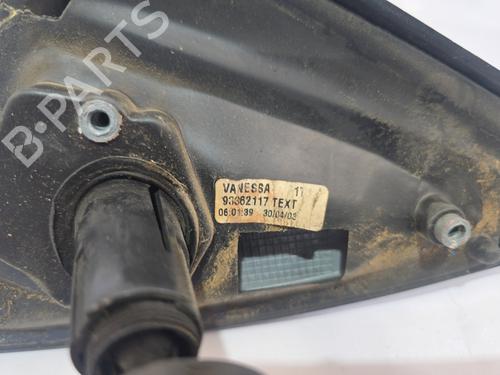 B-PARTS
VANESSA 11
93362117 TEXT
06:01:39 30/04/03